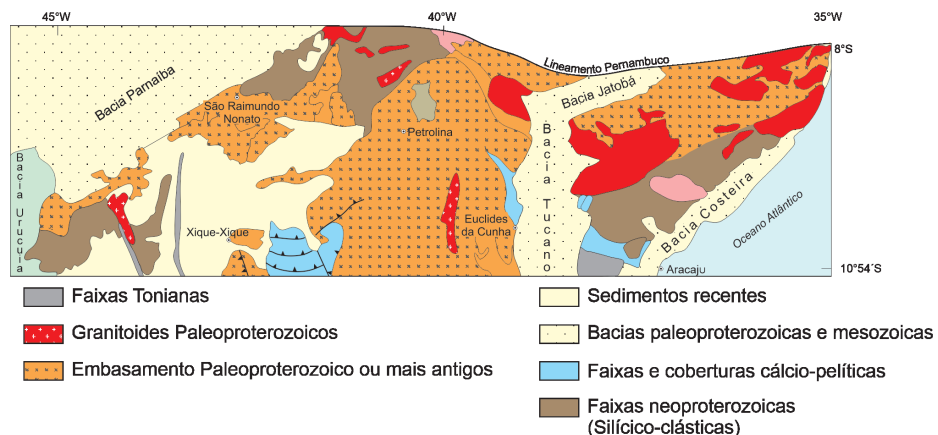 45°W
40°W
35°W
8°S
Lineamento Pernambuco
Bacia Parnaíba
Bacia Jatobá
São Raimundo
Nonato
Petrolina
Bacia Urucuia
Bacia Tucano
Xique-Xique
Euclides
da Cunha
Bacia Costeira
Oceano Atlântico
Aracaju
10°54´S
Faixas Tonianas
Granitoides Paleoproterozoicos
Embasamento Paleoproterozoico ou mais antigos
Sedimentos recentes
Bacias paleoproterozoicas e mesozoicas
Faixas e coberturas cálcio-pelíticas
Faixas neoproterozoicas
(Silícico-clásticas)